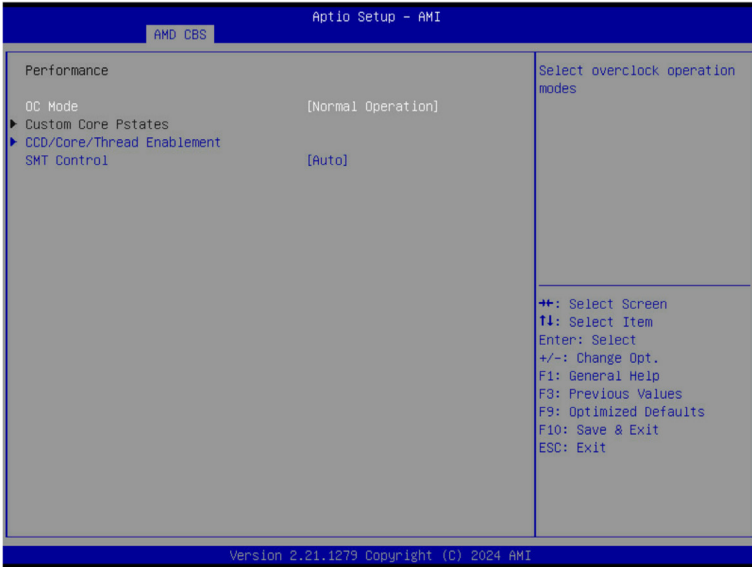 Aptio Setup – AMI
AMD CBS
Performance
OC Mode [Normal Operation]
Custom Core Pstates
CCD/Core/Thread Enablement
SMT Control [Auto]
Select overclock operation
modes
→←: Select Screen
↑↓: Select Item
Enter: Select
+/-: Change Opt.
F1: General Help
F3: Previous Values
F9: Optimized Defaults
F10: Save & Exit
ESC: Exit
Version 2.21.1279 Copyright (C) 2024 AMI